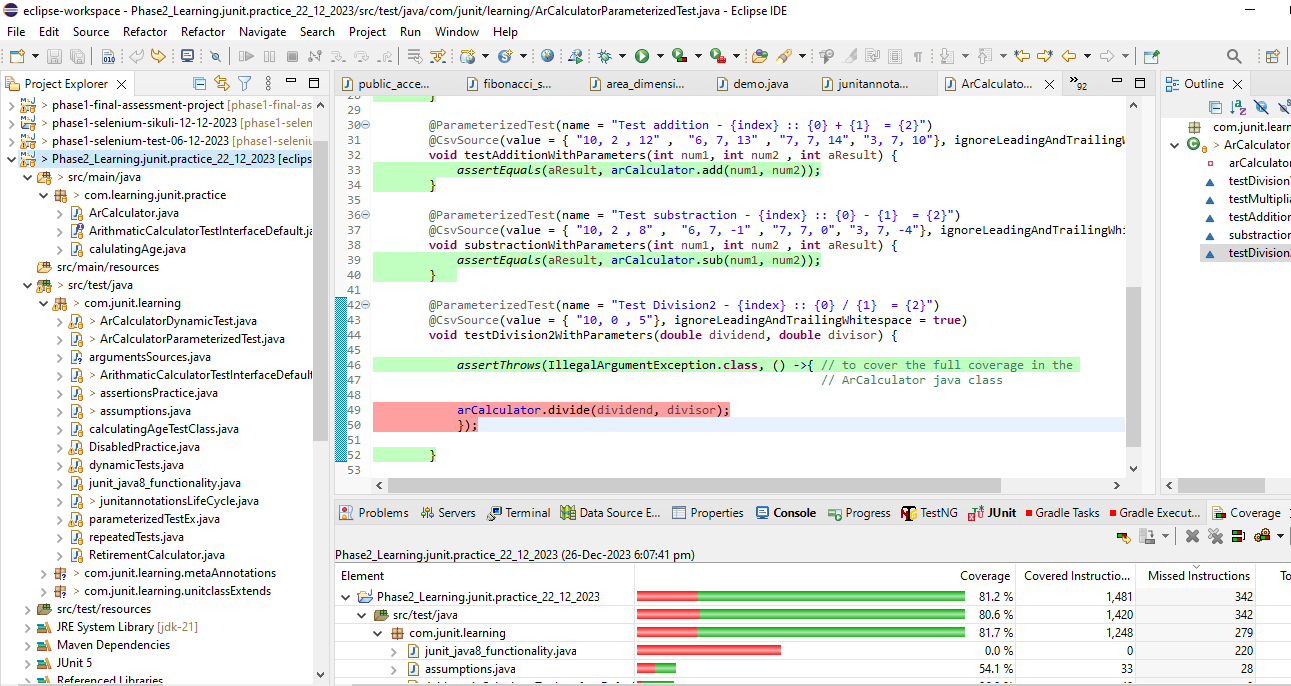 eclipse-workspace - Phase2_Learning.junit.practice_22_12_2023/src/test/java/com/junit/learning/ArCalculatorParameterizedTest.java - Eclipse IDE
File Edit Source Refactor Refactor Navigate Search Project Run Window Help
Project Explorer
public_acce... fibonacci_s... area_dimensi... demo.java junitannota... ArCalculato... »92
Outline
> phase1-final-assessment-project [phase1-final-as
> phase1-selenium-sikuli-12-12-2023 [phase1-selen
> phase1-selenium-test-06-12-2023 [phase1-seleniu
> Phase2_Learning.junit.practice_22_12_2023 [eclips
> src/main/java
com.learning.junit.practice
ArCalculator.java
ArithmaticCalculatorTestInterfaceDefault.ja
calulatingAge.java
src/main/resources
> src/test/java
> com.junit.learning
> ArCalculatorDynamicTest.java
> ArCalculatorParameterizedTest.java
argumentsSources.java
> ArithmaticCalculatorTestInterfaceDefault
> assertionsPractice.java
> assumptions.java
calculatingAgeTestClass.java
DisabledPractice.java
dynamicTests.java
junit_java8_functionality.java
> junitannotationsLifeCycle.java
parameterizedTestEx.java
repeatedTests.java
RetirementCalculator.java
> com.junit.learning.metaAnnotations
> com.junit.learning.unitclassExtends
src/test/resources
JRE System Library [jdk-21]
Maven Dependencies
JUnit 5
Referenced Libraries
28 }
29
30 @ParameterizedTest(name = "Test addition - {index} :: {0} + {1}  = {2}")
31 @CsvSource(value = { "10, 2 , 12" , "6, 7, 13" , "7, 7, 14", "3, 7, 10"}, ignoreLeadingAndTrailingWhites
32 void testAdditionWithParameters(int num1, int num2 , int aResult) {
33 assertEquals(aResult, arCalculator.add(num1, num2));
34 }
35
36 @ParameterizedTest(name = "Test substraction - {index} :: {0} - {1}  = {2}")
37 @CsvSource(value = { "10, 2 , 8" , "6, 7, -1" , "7, 7, 0", "3, 7, -4"}, ignoreLeadingAndTrailingWhi
38 void substractionWithParameters(int num1, int num2 , int aResult) {
39 assertEquals(aResult, arCalculator.sub(num1, num2));
40 }
41
42 @ParameterizedTest(name = "Test Division2 - {index} :: {0} / {1}  = {2}")
43 @CsvSource(value = { "10, 0 , 5"}, ignoreLeadingAndTrailingWhitespace = true)
44 void testDivision2WithParameters(double dividend, double divisor) {
45
46 assertThrows(IllegalArgumentException.class, () ->{ // to cover the full coverage in the
47 // ArCalculator java class
48
49 arCalculator.divide(dividend, divisor);
50 });
51
52 }
53
com.junit.learn
ArCalculato
arCalculato
testDivision
testMultiplia
testAddition
substraction
testDivision.
Problems Servers Terminal Data Source E... Properties Console Progress TestNG JUnit Gradle Tasks Gradle Execut... Coverage
Phase2_Learning.junit.practice_22_12_2023 (26-Dec-2023 6:07:41 pm)
Element Coverage Covered Instructio... Missed Instructions To
Phase2_Learning.junit.practice_22_12_2023 81.2 % 1,481 342
src/test/java 80.6 % 1,420 342
com.junit.learning 81.7 % 1,248 279
junit_java8_functionality.java 0.0 % 0 220
assumptions.java 54.1 % 33 28